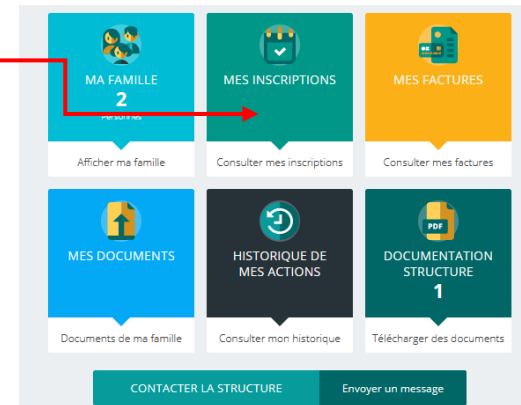 MA FAMILLE
2
Personnes
Afficher ma famille
MES INSCRIPTIONS
Consulter mes inscriptions
MES FACTURES
Consulter mes factures
MES DOCUMENTS
Documents de ma famille
HISTORIQUE DE
MES ACTIONS
Consulter mon historique
PDF
DOCUMENTATION
STRUCTURE
1
Télécharger des documents
CONTACTER LA STRUCTURE
Envoyer un message